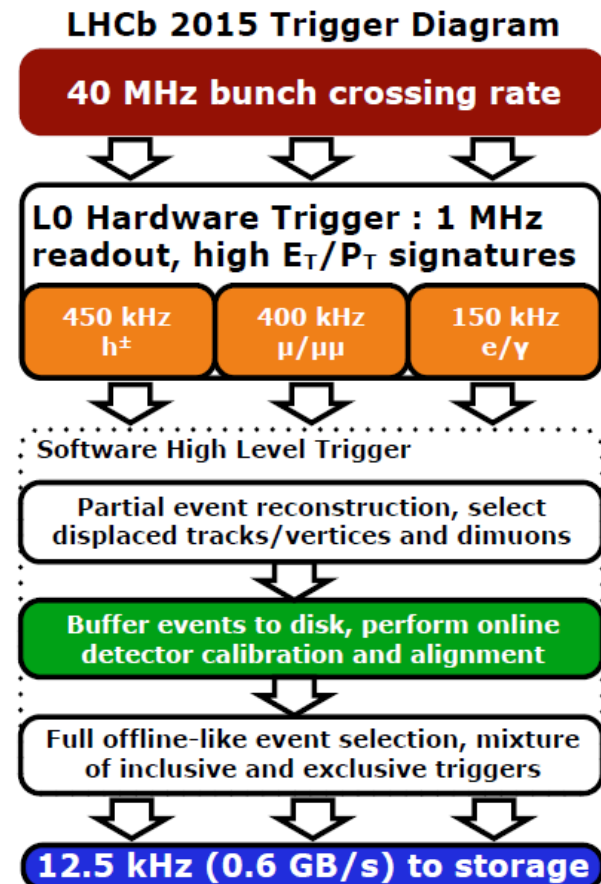 LHCb 2015 Trigger Diagram
40 MHz bunch crossing rate
L0 Hardware Trigger : 1 MHz
readout, high E_T/P_T signatures
450 kHz
h±
400 kHz
μ/μμ
150 kHz
e/γ
Software High Level Trigger
Partial event reconstruction, select
displaced tracks/vertices and dimuons
Buffer events to disk, perform online
detector calibration and alignment
Full offline-like event selection, mixture
of inclusive and exclusive triggers
12.5 kHz (0.6 GB/s) to storage